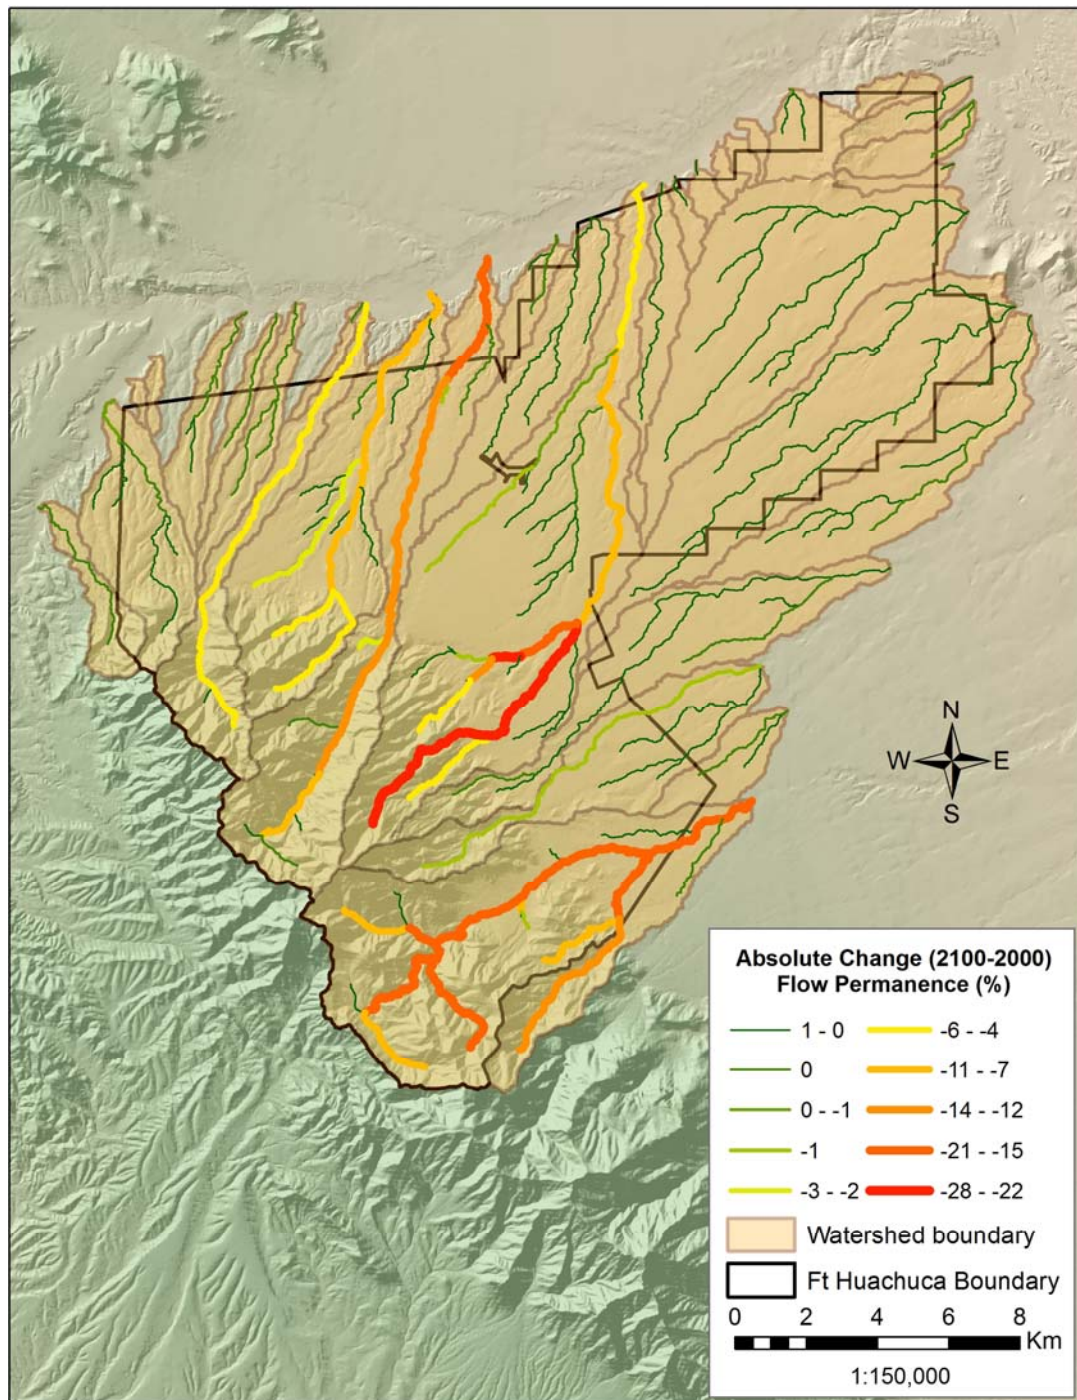 N
W E
S
Absolute Change (2100-2000)
Flow Permanence (%)
1 - 0
-6 - -4
0
-11 - -7
0 - -1
-14 - -12
-1
-21 - -15
-3 - -2
-28 - -22
Watershed boundary
Ft Huachuca Boundary
0 2 4 6 8
Km
1:150,000